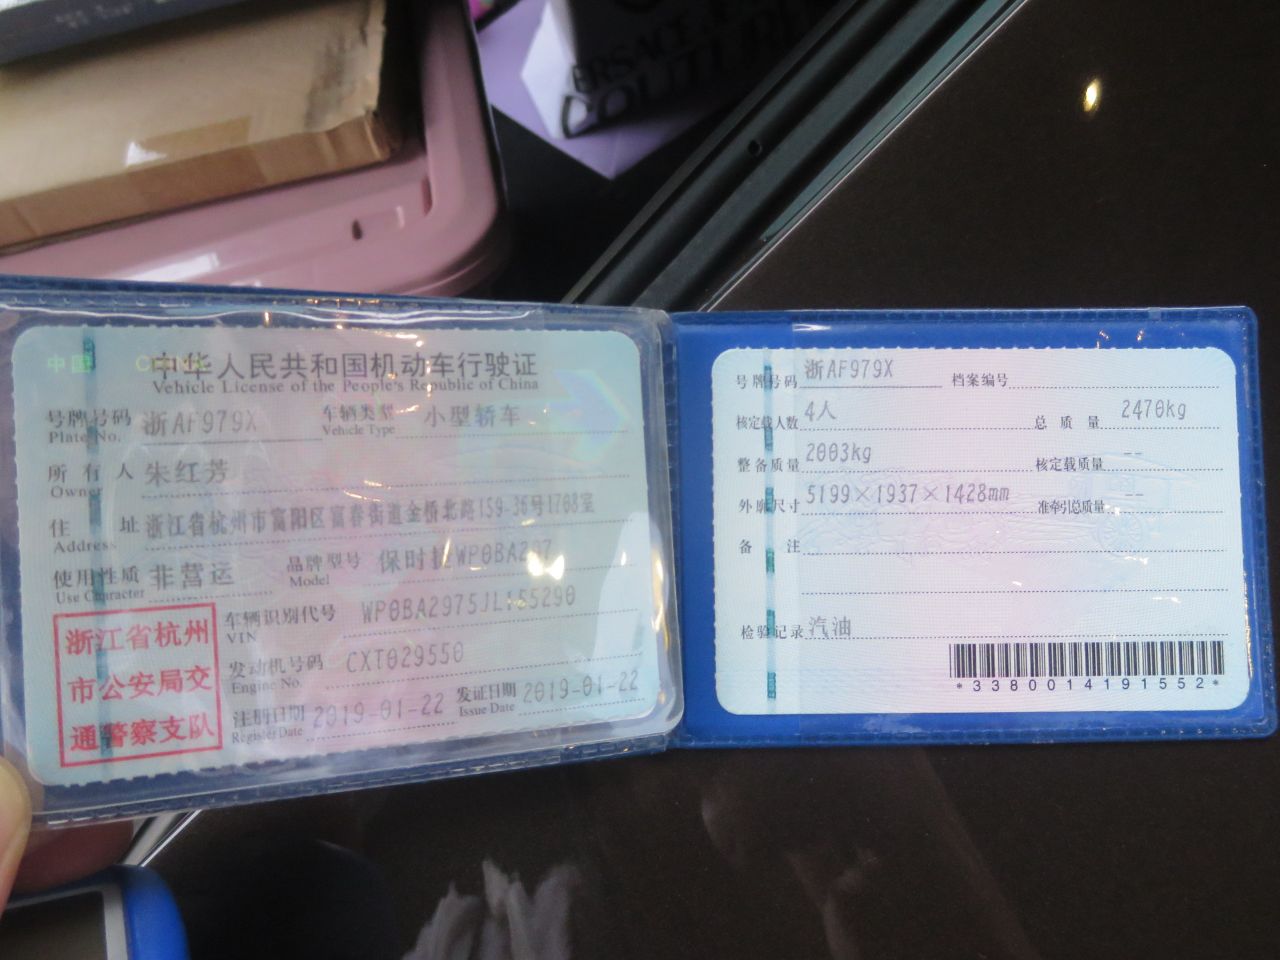 ERSACE
中国 CHINA
中华人民共和国机动车行驶证
Vehicle License of the People's Republic of China
号牌号码 浙AF979X 车辆类型 小型轿车
Plate No. Vehicle Type
所有人 朱红芳
Owner
住址 浙江省杭州市富阳区富春街道金桥北路159-36号1708室
Address
使用性质 非营运 品牌型号 保时捷WP0BA297
Use Character Model
车辆识别代号 WP0BA2975JL155290
VIN
发动机号码 CXT029550
Engine No.
注册日期 2019-01-22 发证日期 2019-01-22
Register Date Issue Date
浙江省杭州
市公安局交
通警察支队
号牌号码 浙AF979X 档案编号
核定载人数 4人 总质量 2470kg
整备质量 2003kg 核定载质量 --
外廓尺寸 5199×1937×1428mm 准牵引总质量 --
备注
检验记录 汽油
*3380014191552*